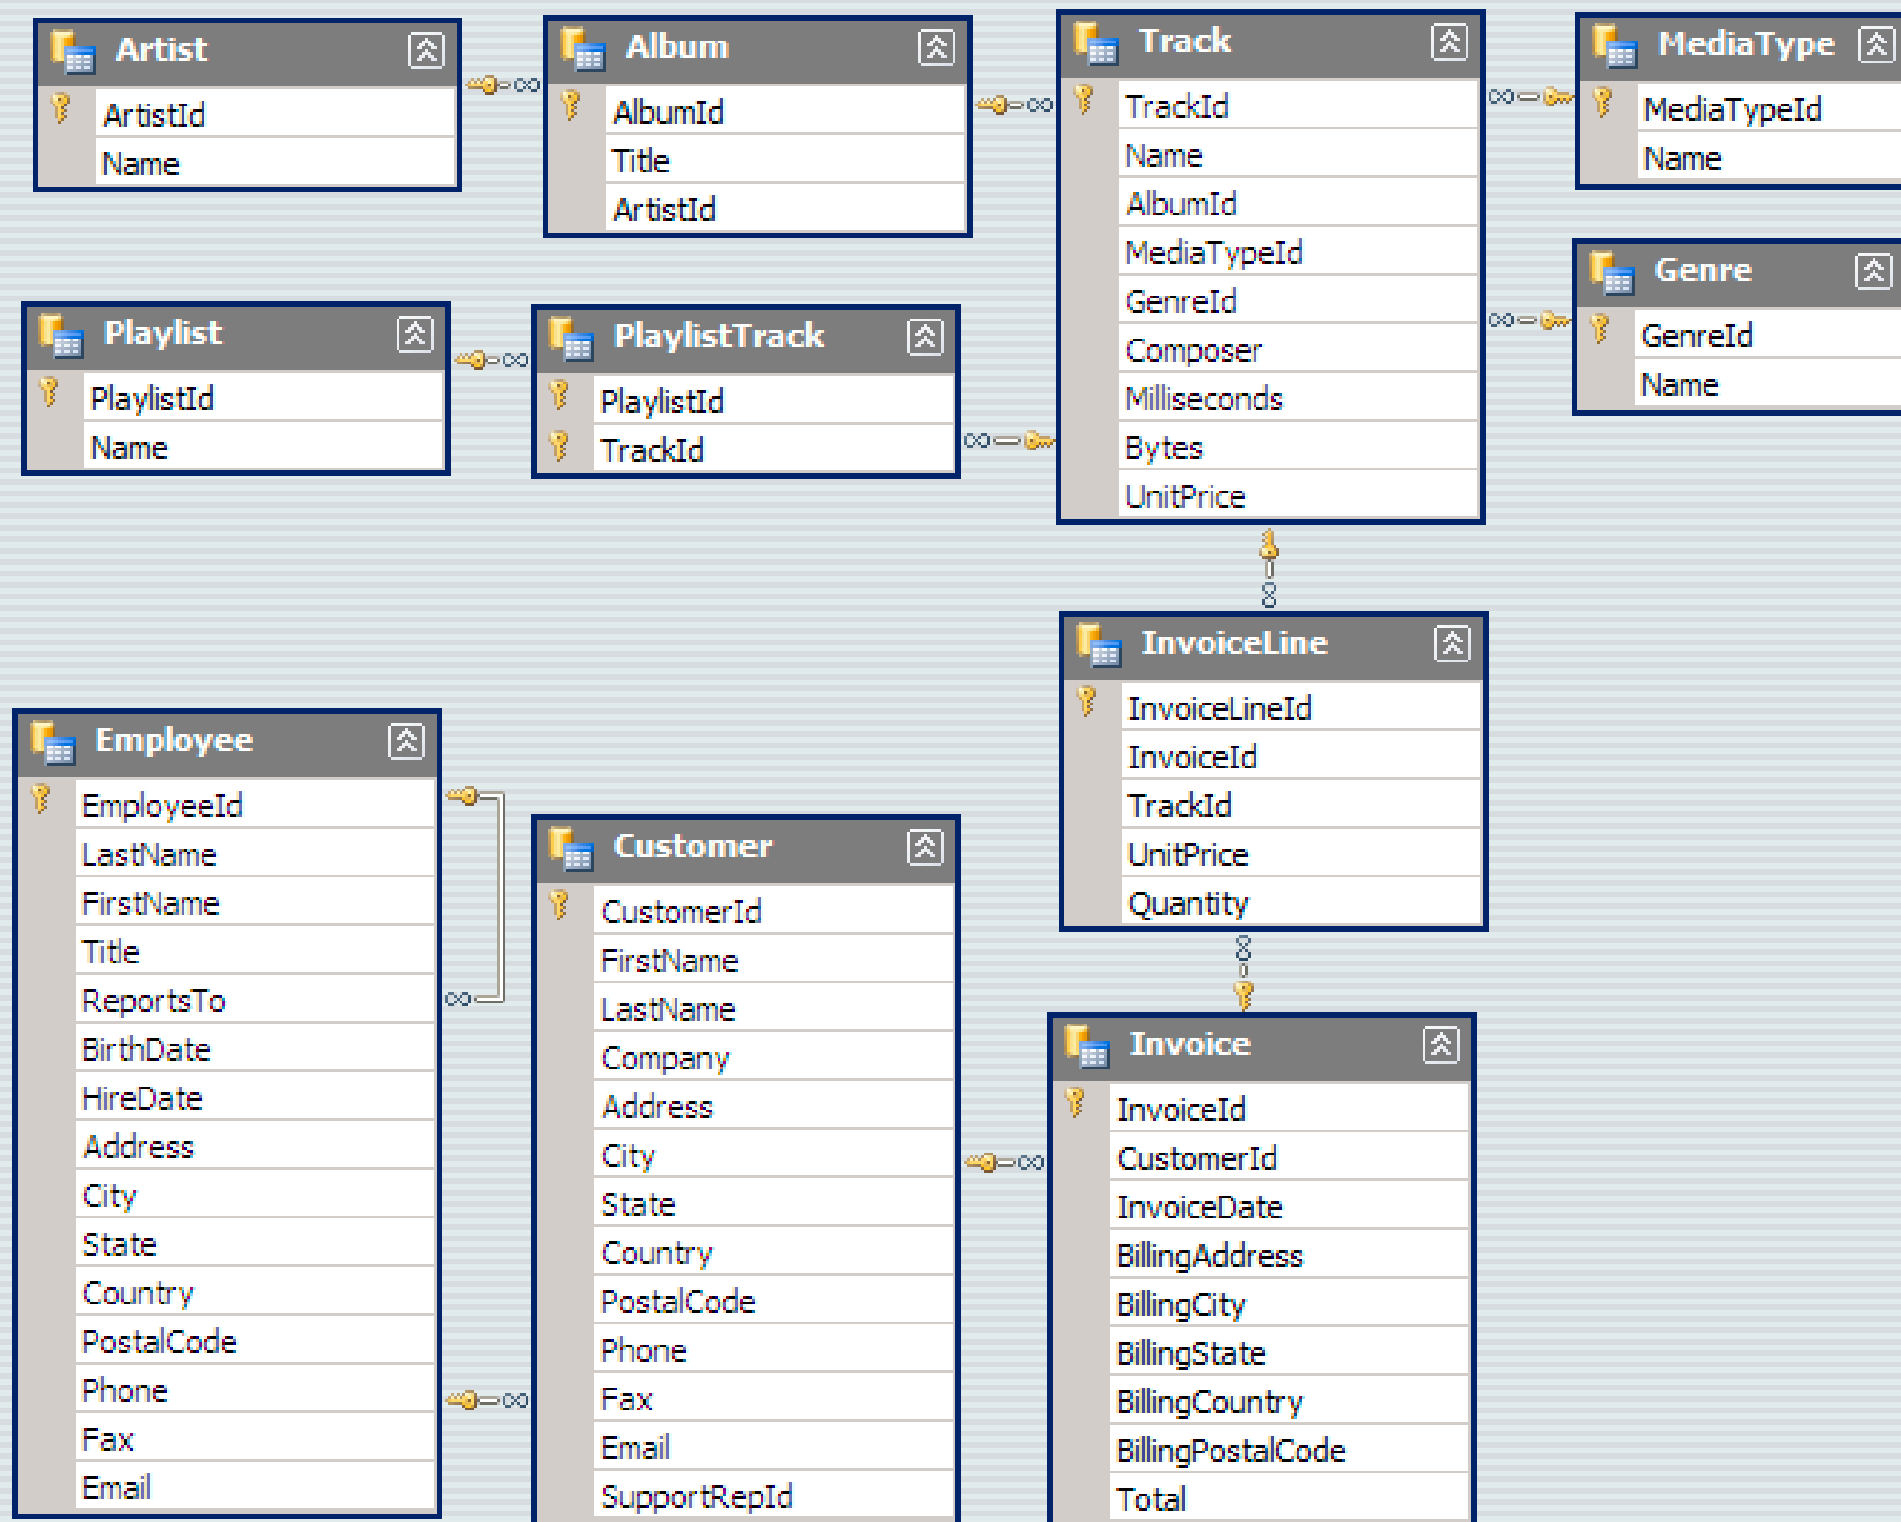 Artist
ArtistId
Name
Album
AlbumId
Title
ArtistId
Track
TrackId
Name
AlbumId
MediaTypeId
GenreId
Composer
Milliseconds
Bytes
UnitPrice
MediaType
MediaTypeId
Name
Genre
GenreId
Name
Playlist
PlaylistId
Name
PlaylistTrack
PlaylistId
TrackId
InvoiceLine
InvoiceLineId
InvoiceId
TrackId
UnitPrice
Quantity
Employee
EmployeeId
LastName
FirstName
Title
ReportsTo
BirthDate
HireDate
Address
City
State
Country
PostalCode
Phone
Fax
Email
Customer
CustomerId
FirstName
LastName
Company
Address
City
State
Country
PostalCode
Phone
Fax
Email
SupportRepId
Invoice
InvoiceId
CustomerId
InvoiceDate
BillingAddress
BillingCity
BillingState
BillingCountry
BillingPostalCode
Total